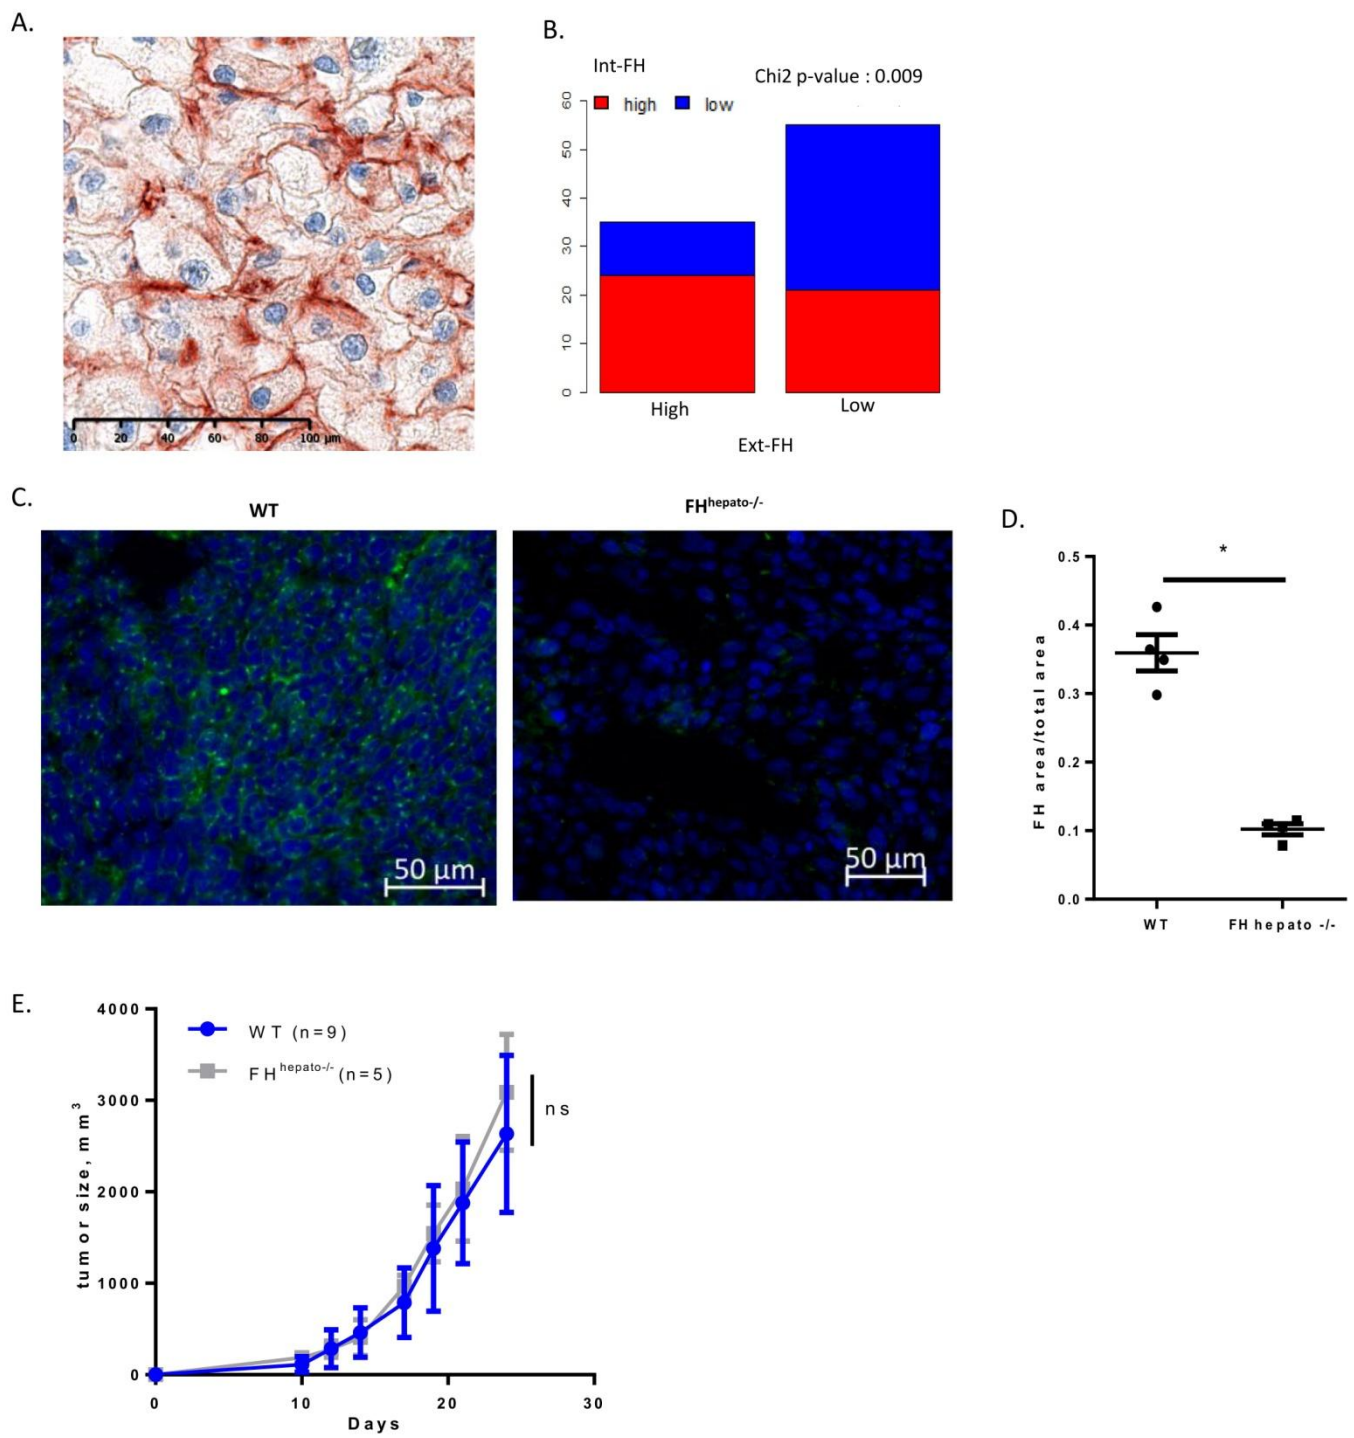 A.
0 20 40 60 80 100 µm
B.
Int-FH
high low
Chi2 p-value : 0.009
60
50
40
30
20
10
0
High Low
Ext-FH
C.
WT
50 µm
FHhepato-/-
50 µm
D.
*
FH area/total area
0.5
0.4
0.3
0.2
0.1
0.0
WT FH hepato -/-
E.
tumor size, mm3
4000
3000
2000
1000
0
WT (n=9)
FHhepato-/- (n=5)
ns
0 10 20 30
Days